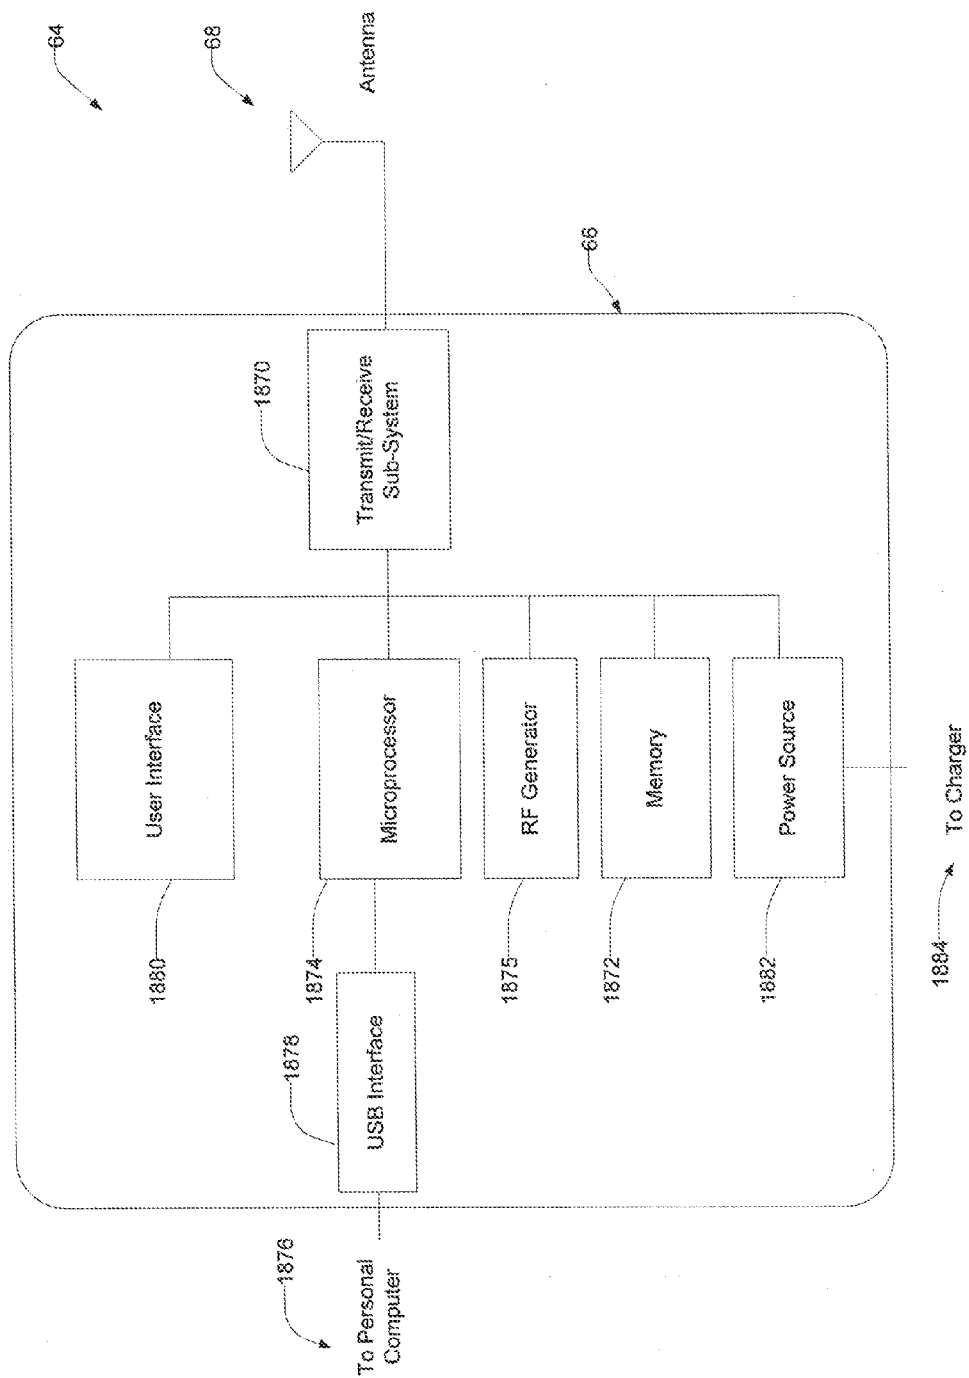 64
68
Antenna
66
1870
Transmit/Receive
Sub-System
User Interface
1880
Microprocessor
1874
RF Generator
1875
Memory
1872
Power Source
1882
USB Interface
1878
1876
To Personal
Computer
1884
To Charger